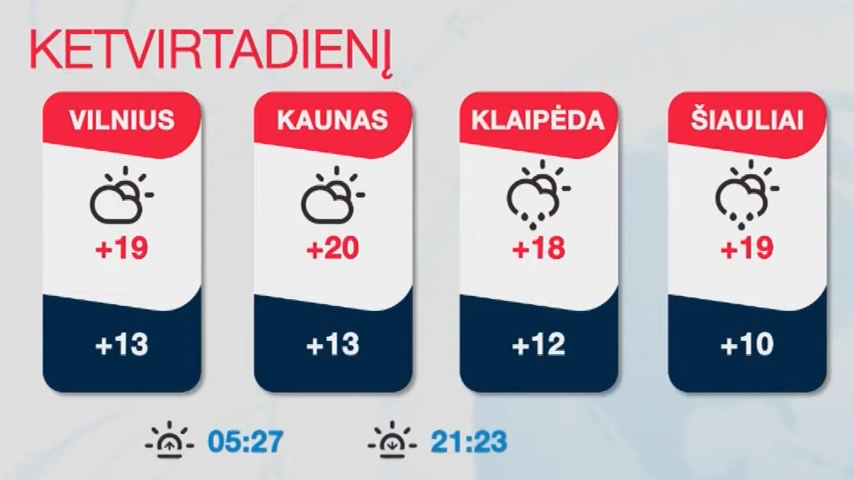 KETVIRTADIENĮ
VILNIUS KAUNAS KLAIPĖDA ŠIAULIAI
+19 +20 +18 +19
+13 +13 +12 +10
05:27 21:23